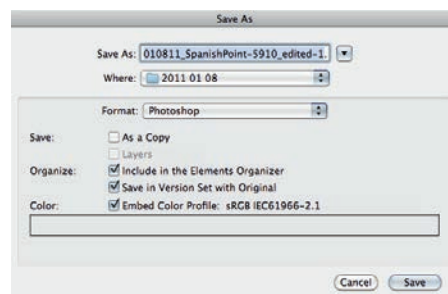 Save As
Save As: 010811_SpanishPoint-5910_edited-1.
Where: 2011 01 08
Format: Photoshop
Save: As a Copy
Layers
Organize: Include in the Elements Organizer
Save in Version Set with Original
Color: Embed Color Profile: sRGB IEC61966-2.1
Cancel Save